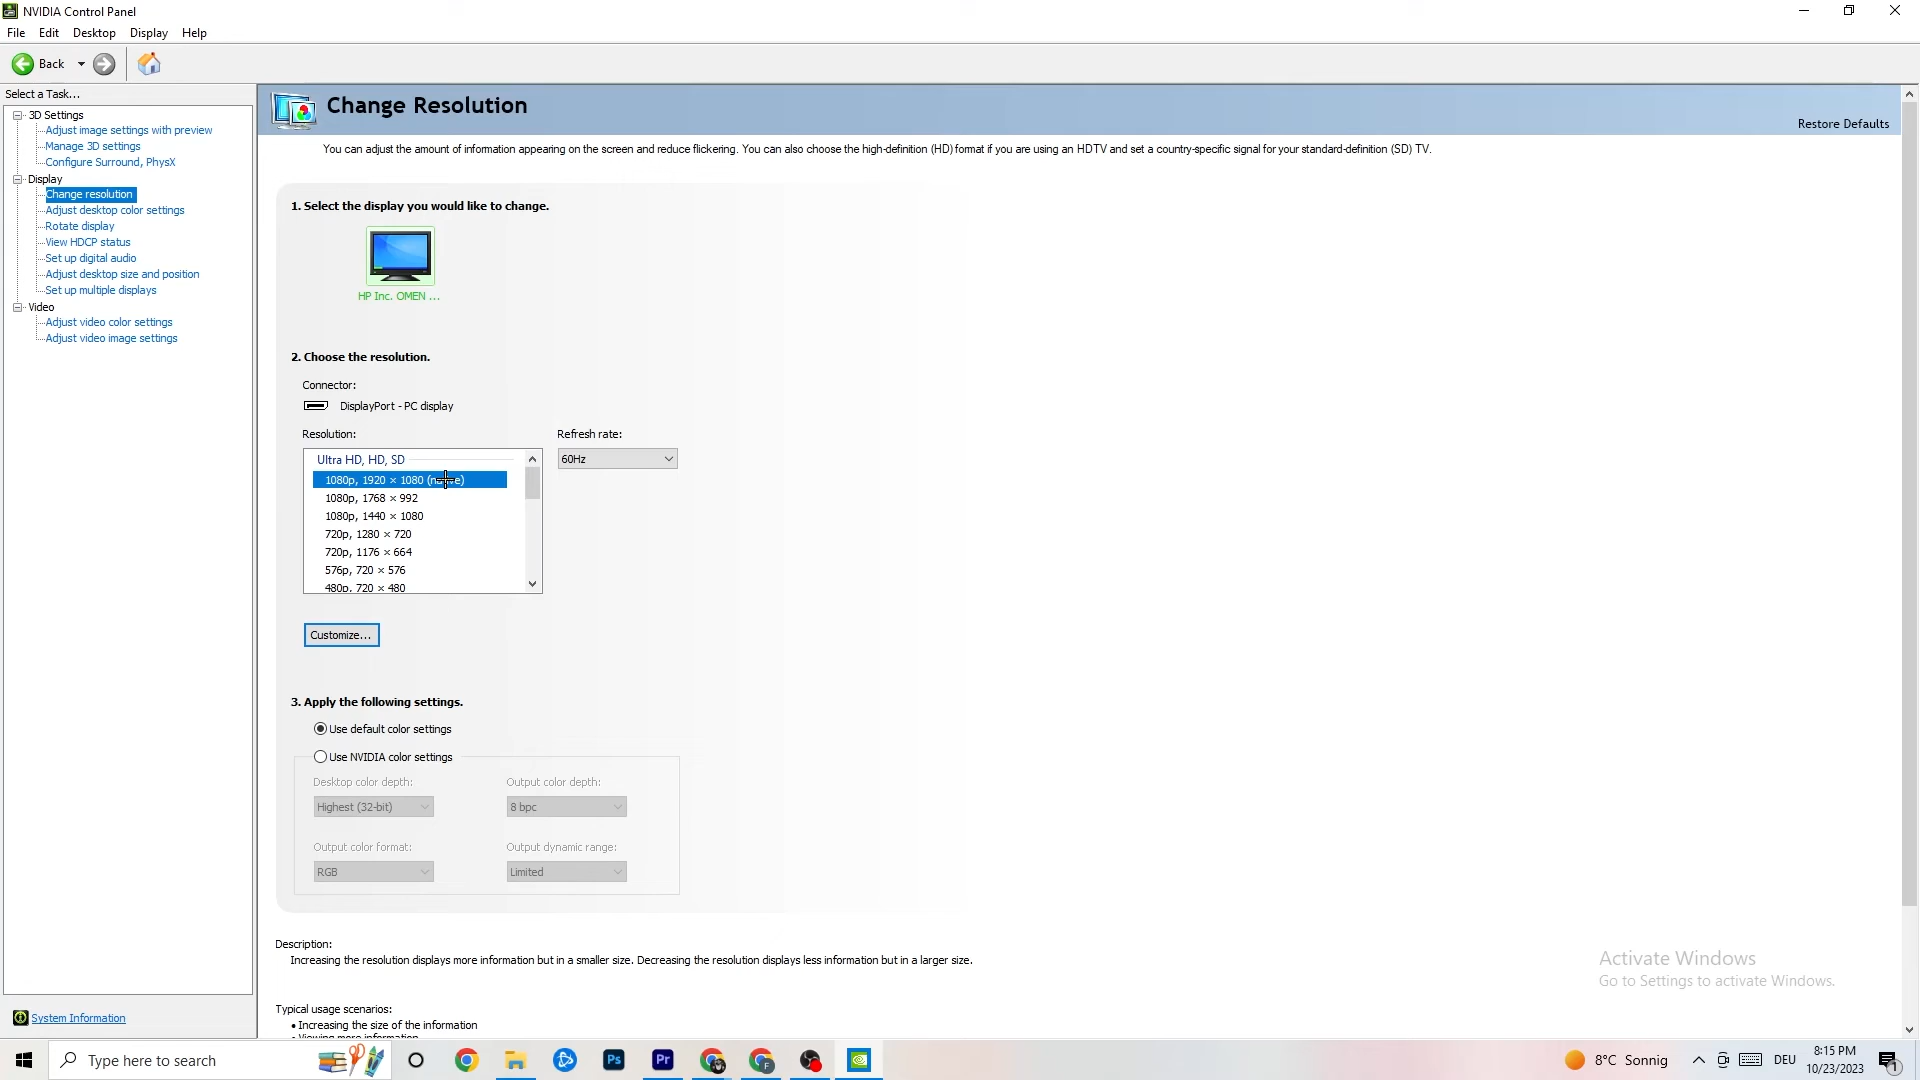 NVIDIA Control Panel
File Edit Desktop Display Help
Back
Select a Task...
3D Settings
Adjust image settings with preview
Manage 3D settings
Configure Surround, PhysX
Display
Change resolution
Adjust desktop color settings
Rotate display
View HDCP status
Set up digital audio
Adjust desktop size and position
Set up multiple displays
Video
Adjust video color settings
Adjust video image settings
System Information
Change Resolution
Restore Defaults
You can adjust the amount of information appearing on the screen and reduce flickering. You can also choose the high-definition (HD) format if you are using an HDTV and set a country-specific signal for your standard-definition (SD) TV.
1. Select the display you would like to change.
HP Inc. OMEN ...
2. Choose the resolution.
Connector:
DisplayPort - PC display
Resolution:
Refresh rate:
Ultra HD, HD, SD
60Hz
1080p, 1920 × 1080
1080p, 1768 × 992
1080p, 1440 × 1080
720p, 1280 × 720
720p, 1176 × 664
576p, 720 × 576
480p, 720 × 480
Customize...
3. Apply the following settings.
Use default color settings
Use NVIDIA color settings
Desktop color depth: Output color depth:
Highest (32-bit) 8 bpc
Output color format: Output dynamic range:
RGB Limited
Description:
Increasing the resolution displays more information but in a smaller size. Decreasing the resolution displays less information but in a larger size.
Typical usage scenarios:
• Increasing the size of the information
Activate Windows
Go to Settings to activate Windows.
Type here to search
Ps
Pr
F
8°C Sonnig
DEU
8:15 PM
10/23/2023
1